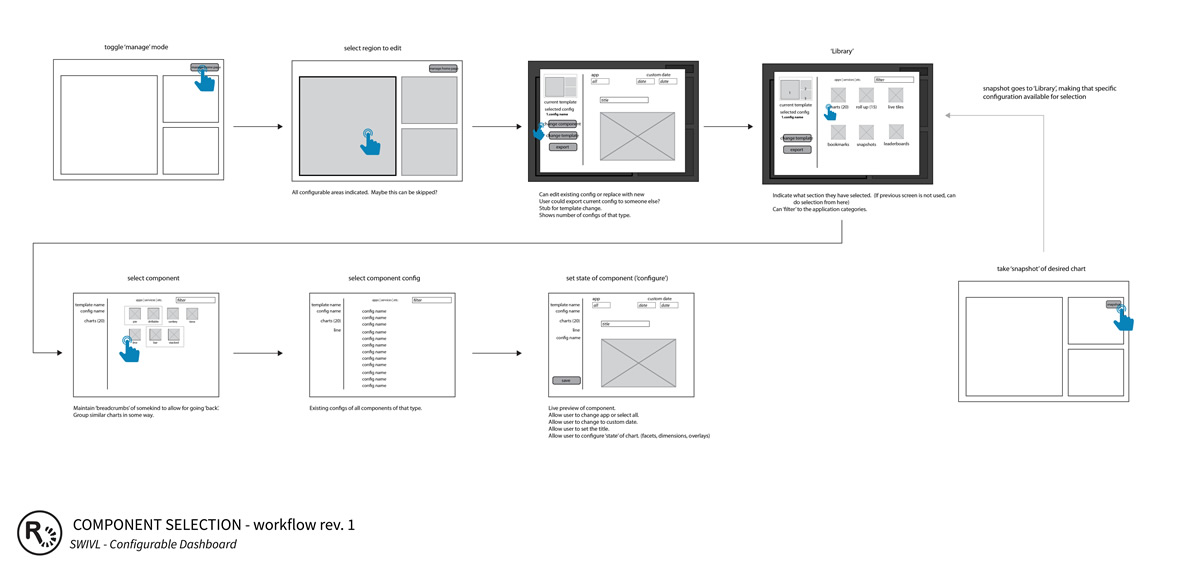 toggle 'manage' mode
select region to edit
'Library'
snapshot goes to 'Library', making that specific
configuration available for selection
app
custom date
all
date
date
title
current template
selected config
1.config name
change component
change template
export
apps | services | etc
filter
current template
selected config
1.config name
change template
export
charts (20)
roll up (15)
live tiles
bookmarks
snapshots
leaderboards
All configurable areas indicated.  Maybe this can be skipped?
Can edit existing config or replace with new
User could export current config to someone else?
Stub for template change.
Shows number of configs of that type.
Indicate what section they have selected.  (If previous screen is not used, can
do selection from here)
Can 'filter' to the application categories.
select component
select component config
set state of component ('configure')
take 'snapshot' of desired chart
template name
config name
charts (20)
apps | services | etc
filter
bar
stacked
template name
config name
charts (20)
line
apps | services | etc
filter
config name
config name
config name
config name
config name
config name
config name
config name
config name
config name
config name
template name
config name
charts (20)
line
config name
save
app
custom date
all
date
date
title
Maintain 'breadcrumbs' of somekind to allow for going 'back'.
Group similar charts in some way.
Existing configs of all components of that type.
Live preview of component.
Allow user to change app or select all.
Allow user to change to custom date.
Allow user to set the title.
Allow user to configure 'state' of chart. (facets, dimensions, overlays)
R
COMPONENT SELECTION - workflow rev. 1
SWIVL - Configurable Dashboard